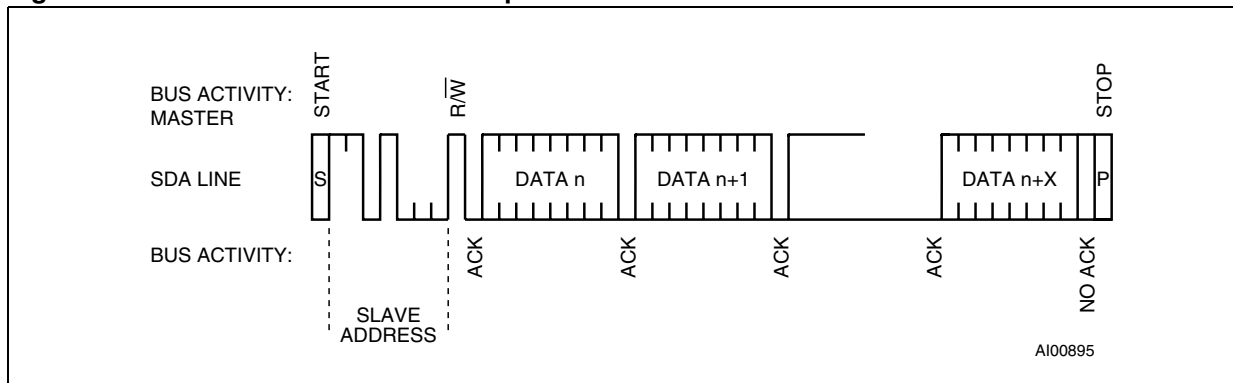 BUS ACTIVITY:
MASTER
START
R/W
STOP
SDA LINE
S
DATA n
DATA n+1
DATA n+X
P
BUS ACTIVITY:
ACK
ACK
ACK
ACK
NO ACK
SLAVE
ADDRESS
AI00895